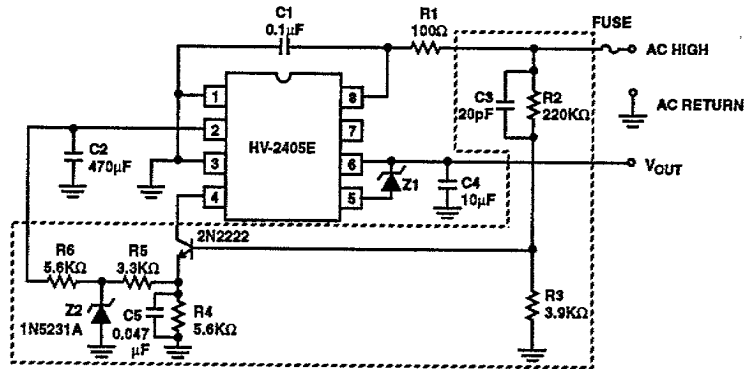 C1
0.1μF
R1
100Ω
FUSE
AC HIGH
1
8
C3
20pF
R2
220KΩ
AC RETURN
2
7
HV-2405E
C2
470μF
3
6
VOUT
4
5
Z1
C4
10μF
2N2222
R6
5.6KΩ
R5
3.3KΩ
Z2
1N5231A
C5
0.047
μF
R4
5.6KΩ
R3
3.9KΩ